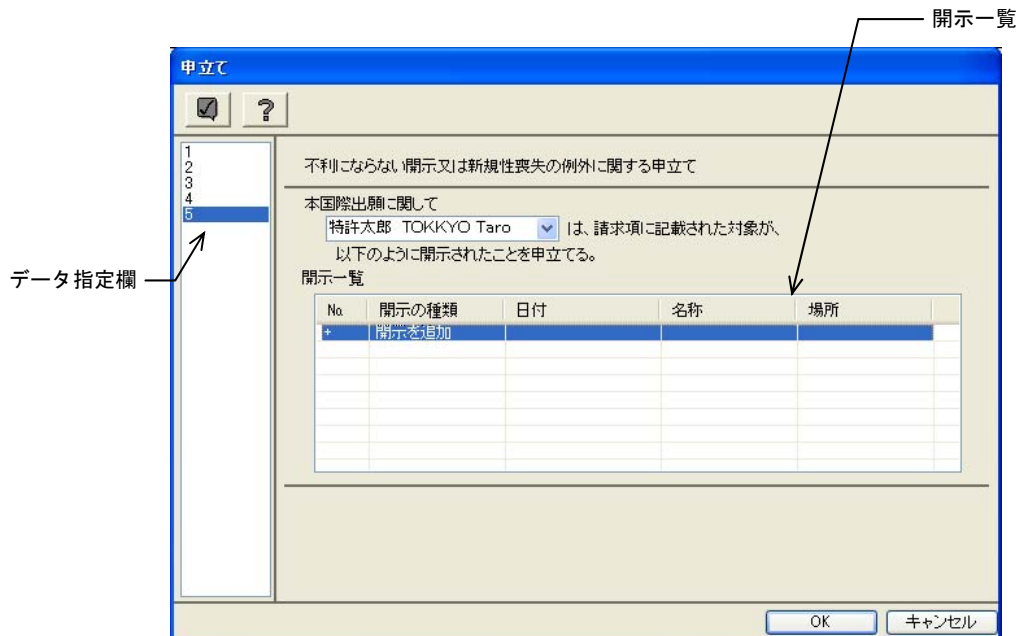 開示一覧
申立て
1
2
3
4
5
不利にならない開示又は新規性喪失の例外に関する申立て
本国際出願に関して
特許太郎 TOKKYO Taro は、請求項に記載された対象が、
以下のように開示されたことを申立てる。
データ指定欄
開示一覧
No. 開示の種類 日付 名称 場所
+ 開示を追加
OK キャンセル